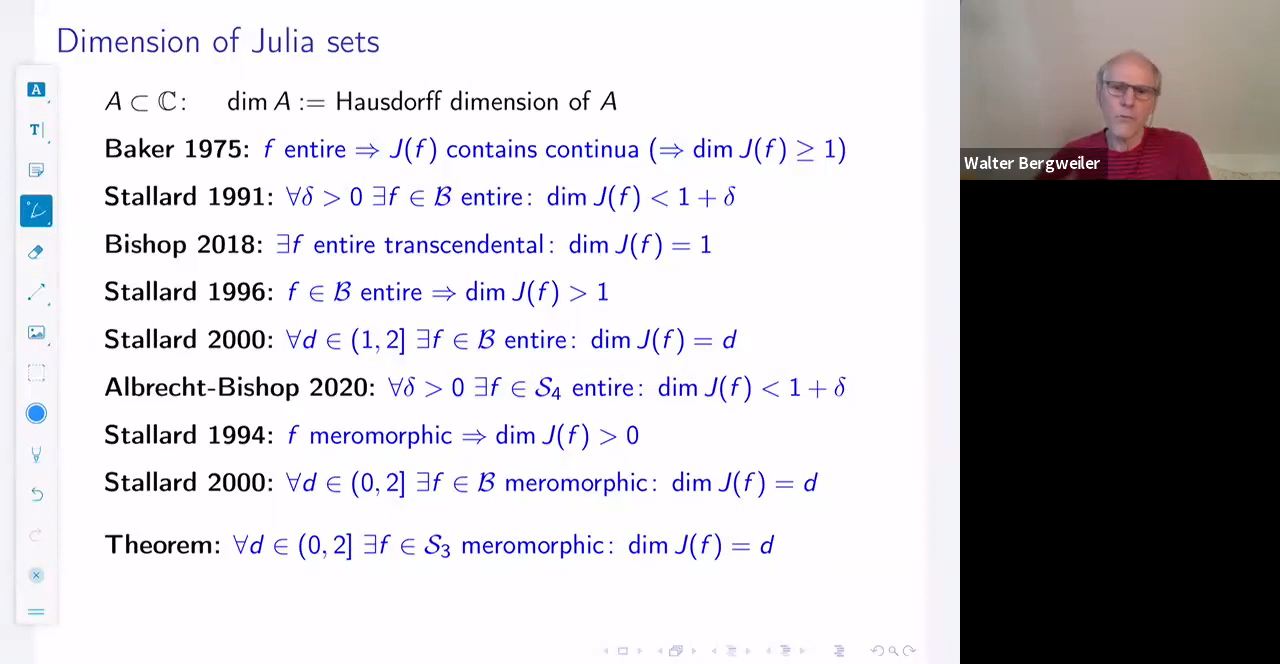 Dimension of Julia sets
A ⊂ ℂ: dim A := Hausdorff dimension of A
Baker 1975: f entire ⇒ J(f) contains continua (⇒ dim J(f) ≥ 1)
Stallard 1991: ∀δ > 0 ∃f ∈ ℬ entire: dim J(f) < 1 + δ
Bishop 2018: ∃f entire transcendental: dim J(f) = 1
Stallard 1996: f ∈ ℬ entire ⇒ dim J(f) > 1
Stallard 2000: ∀d ∈ (1, 2] ∃f ∈ ℬ entire: dim J(f) = d
Albrecht-Bishop 2020: ∀δ > 0 ∃f ∈ 𝒮₄ entire: dim J(f) < 1 + δ
Stallard 1994: f meromorphic ⇒ dim J(f) > 0
Stallard 2000: ∀d ∈ (0, 2] ∃f ∈ ℬ meromorphic: dim J(f) = d
Theorem: ∀d ∈ (0, 2] ∃f ∈ 𝒮₃ meromorphic: dim J(f) = d
A
T
Walter Bergweiler